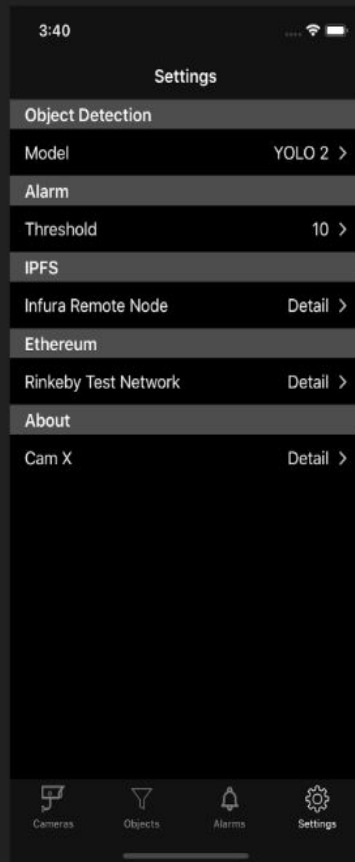 3:40
Settings
Object Detection
Model YOLO 2 >
Alarm
Threshold 10 >
IPFS
Infura Remote Node Detail >
Ethereum
Rinkeby Test Network Detail >
About
Cam X Detail >
Cameras Objects Alarms Settings